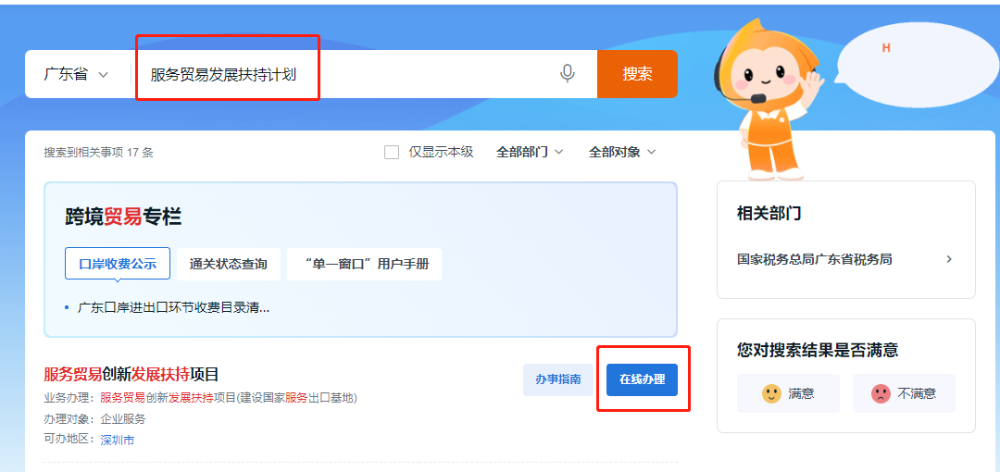 广东省
服务贸易发展扶持计划
搜索
H
搜索到相关事项 17 条
仅显示本级
全部部门
全部对象
跨境贸易专栏
口岸收费公示
通关状态查询
“单一窗口”用户手册
广东口岸进出口环节收费目录清...
相关部门
国家税务总局广东省税务局
您对搜索结果是否满意
满意
不满意
服务贸易创新发展扶持项目
办事指南
在线办理
业务办理：服务贸易创新发展扶持项目(建设国家服务出口基地)
办理对象：企业服务
可办地区：深圳市